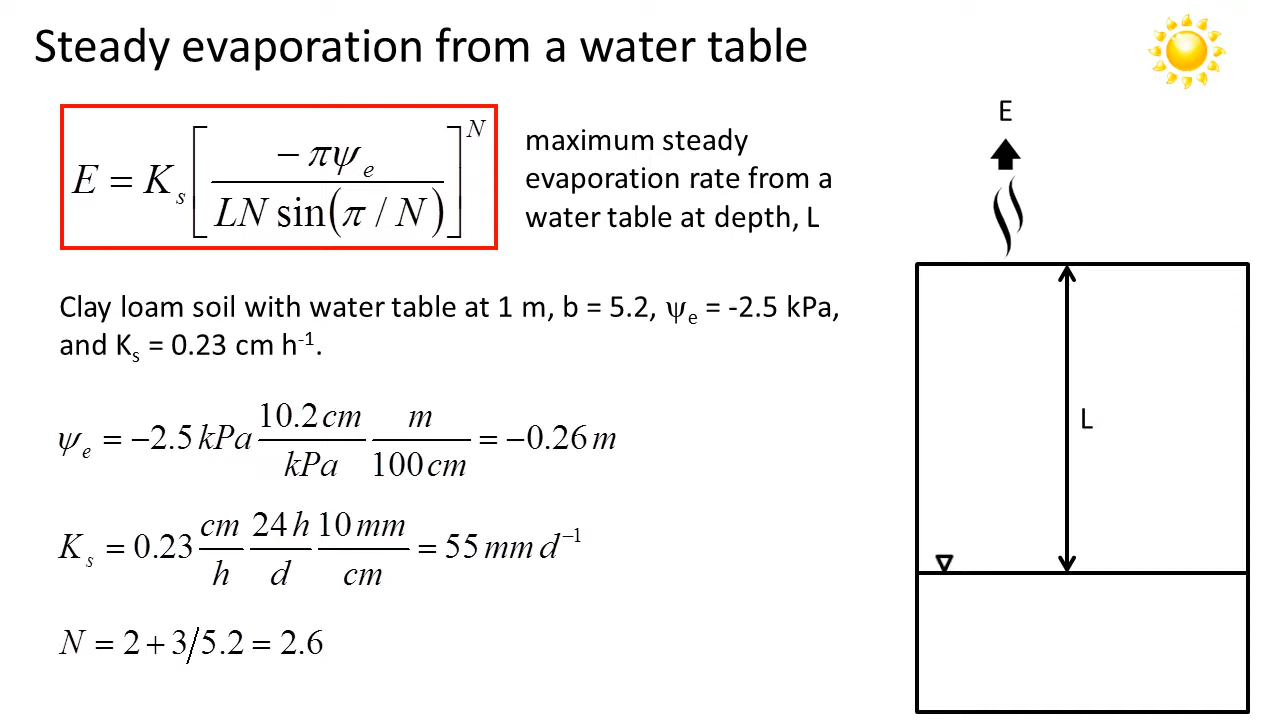 Steady evaporation from a water table
E = K_s [ −πψ_e / (LN sin(π / N)) ]^N
maximum steady
evaporation rate from a
water table at depth, L
Clay loam soil with water table at 1 m, b = 5.2, ψ_e = -2.5 kPa,
and K_s = 0.23 cm h^-1.
ψ_e = −2.5 kPa (10.2 cm / kPa) (m / 100 cm) = −0.26 m
K_s = 0.23 (cm / h) (24 h / d) (10 mm / cm) = 55 mm d^−1
N = 2 + 3/5.2 = 2.6
E
L